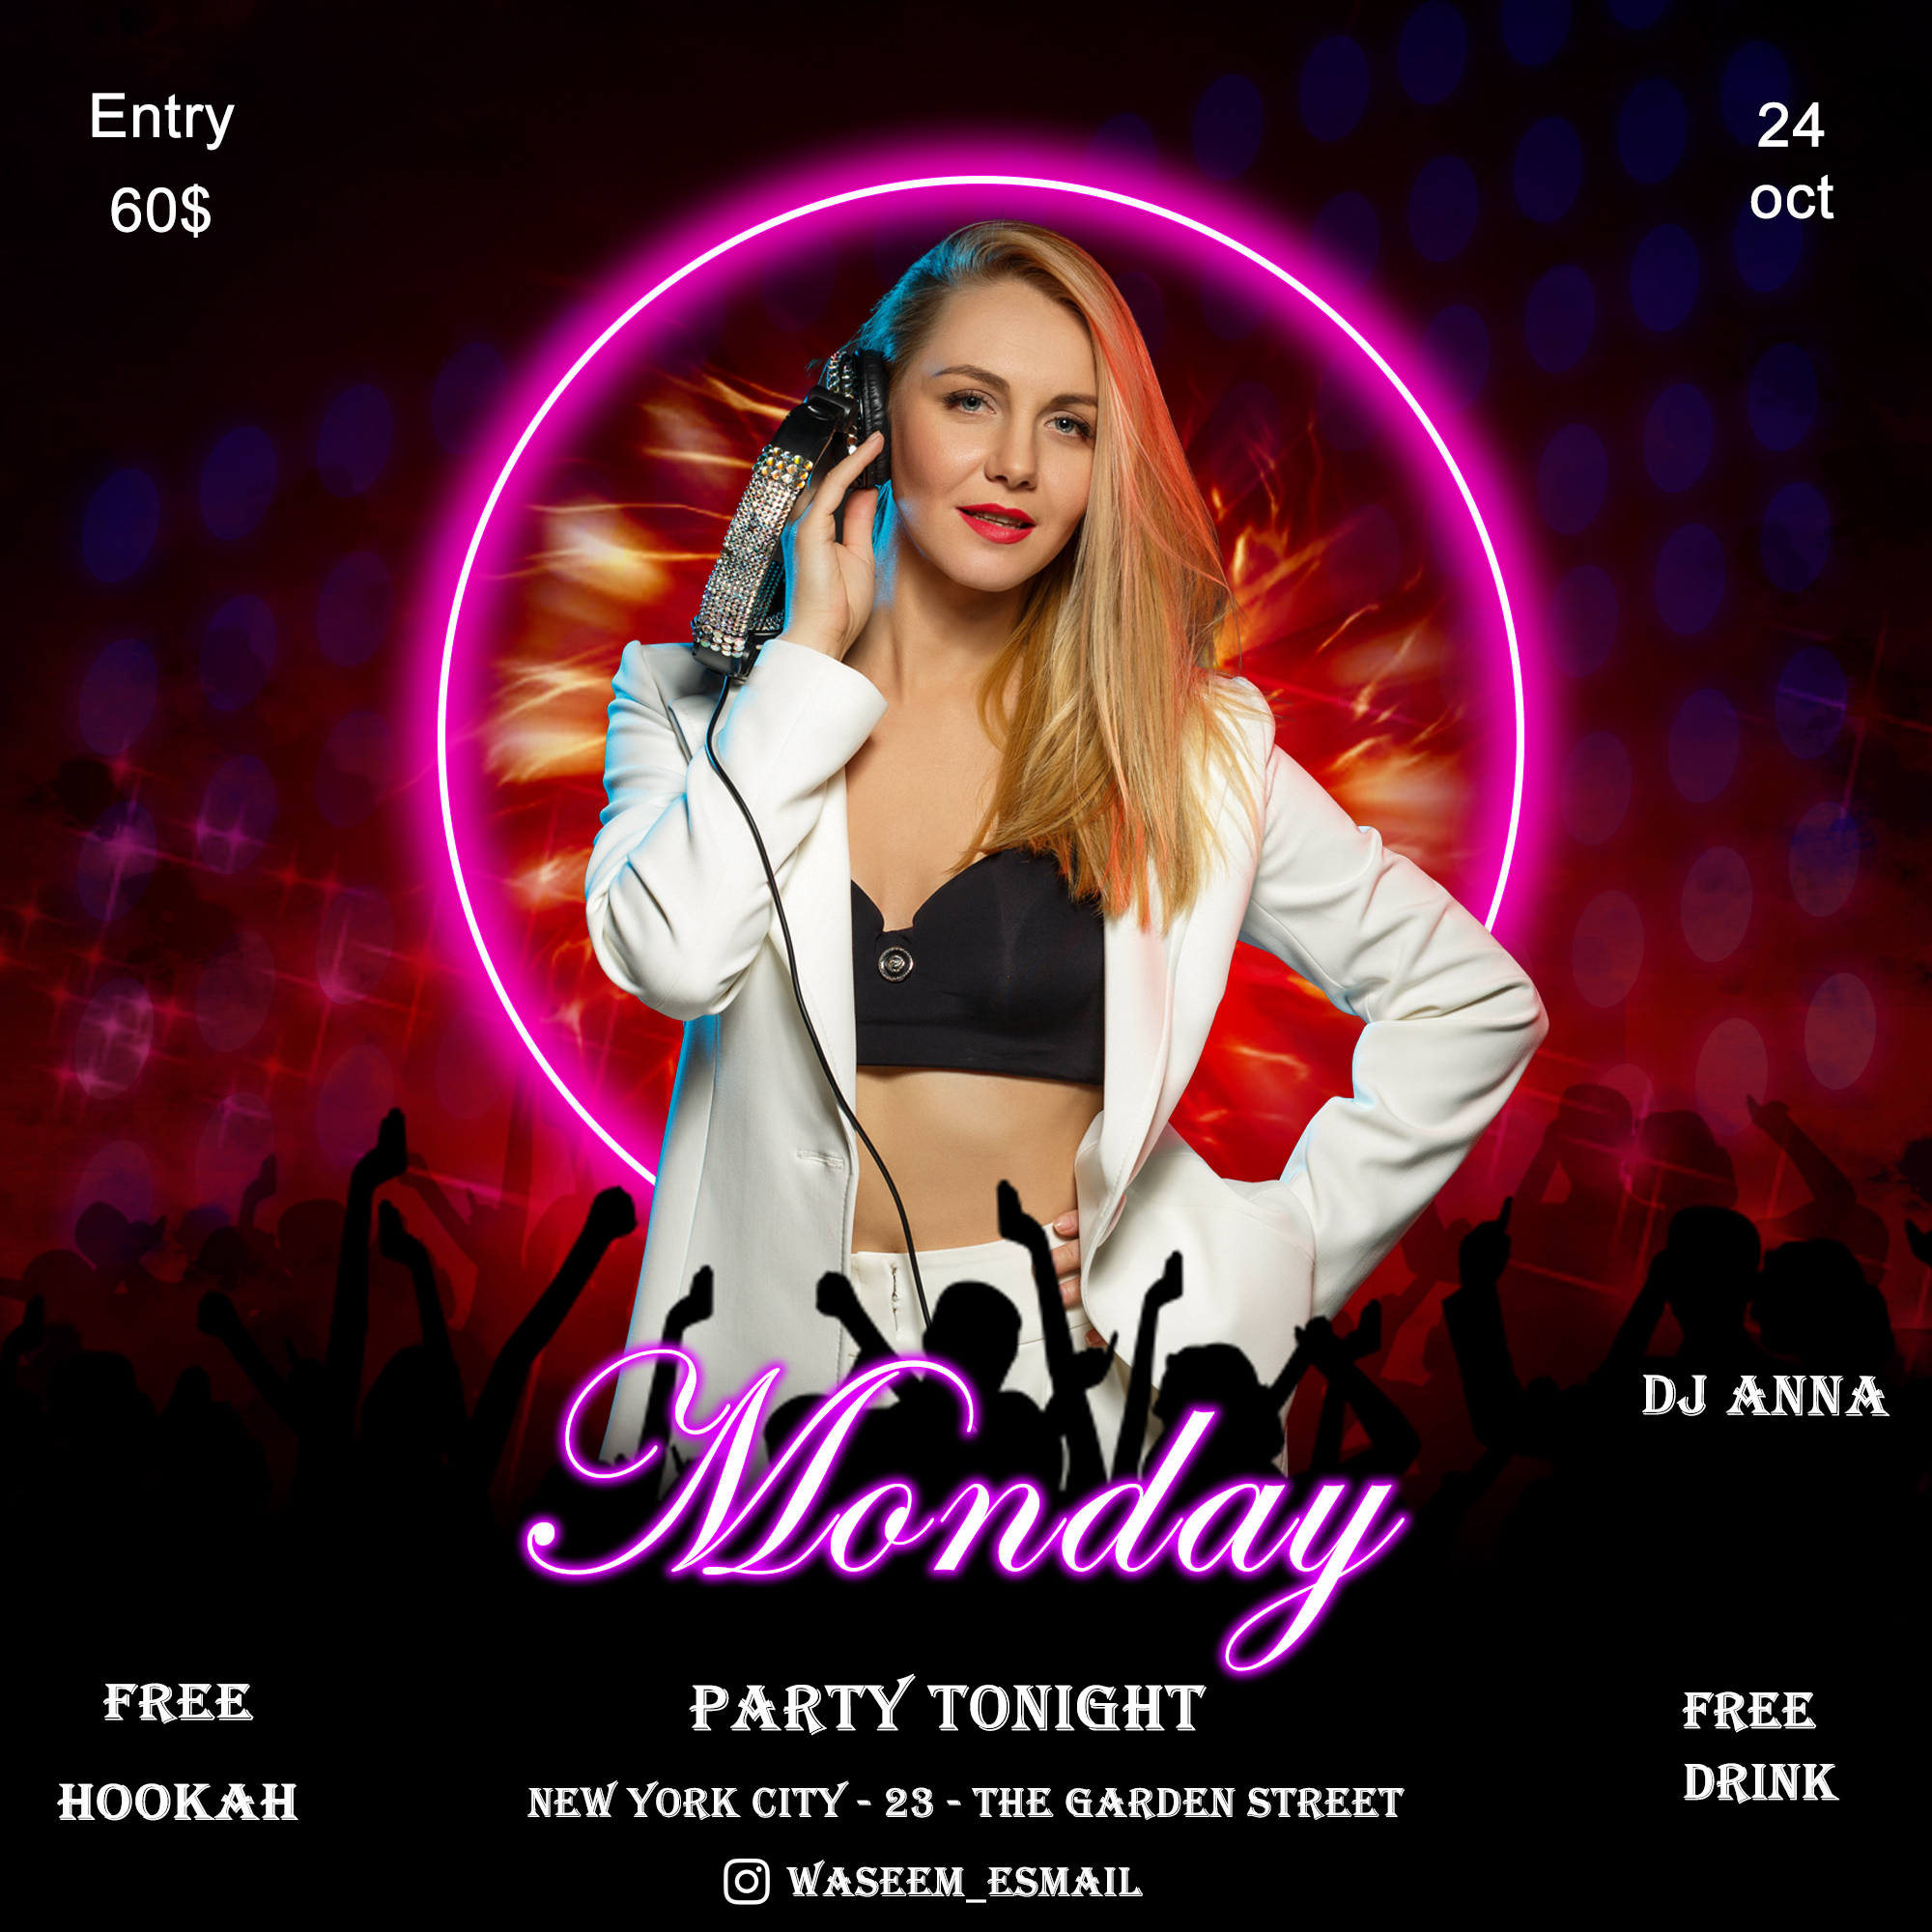 Entry
60$
24
oct
DJ ANNA
Monday
FREE
HOOKAH
PARTY TONIGHT
NEW YORK CITY - 23 - THE GARDEN STREET
WASEEM_ESMAIL
FREE
DRINK